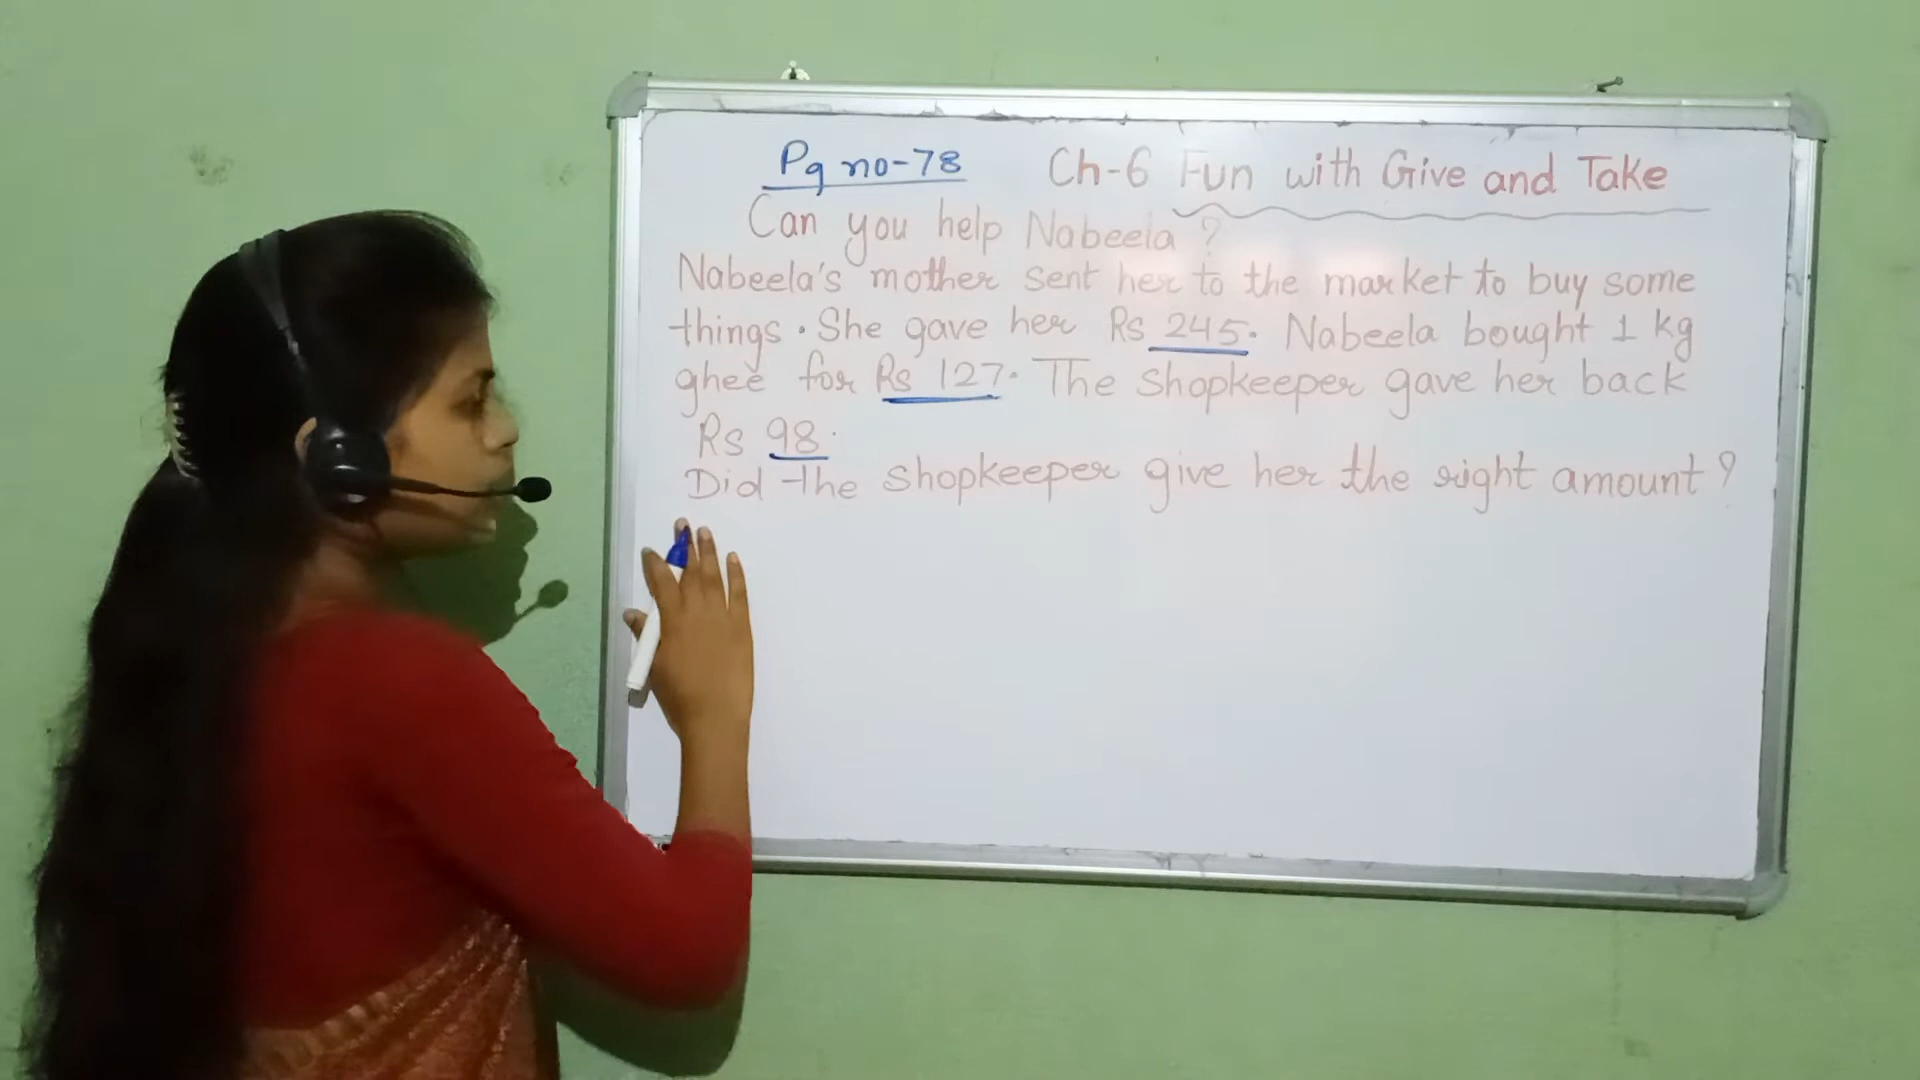 Pg no-78 Ch-6 Fun with Give and Take
Can you help Nabeela ?
Nabeela's mother sent her to the market to buy some
things. She gave her Rs 245. Nabeela bought 1 kg
ghee for Rs 127. The shopkeeper gave her back
Rs 98.
Did the shopkeeper give her the right amount?